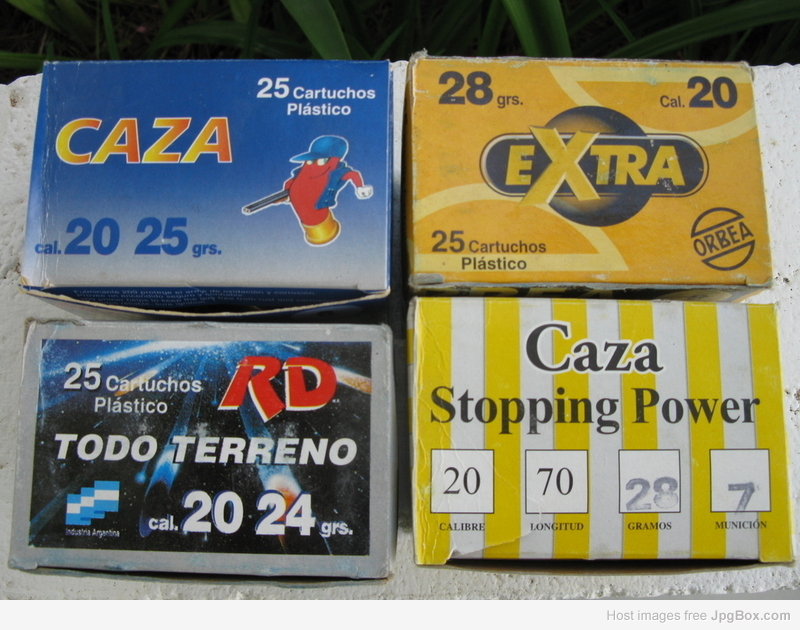 25 Cartuchos
Plástico
CAZA
cal. 20 25 grs.
28 grs.
Cal. 20
EXTRA
25 Cartuchos
Plástico
ORBEA
25 Cartuchos
Plástico
RD
TODO TERRENO
Industria Argentina
cal. 20 24 grs.
Caza
Stopping Power
20 70 28 7
CALIBRE LONGITUD GRAMOS MUNICIÓN
Host images free JpgBox.com